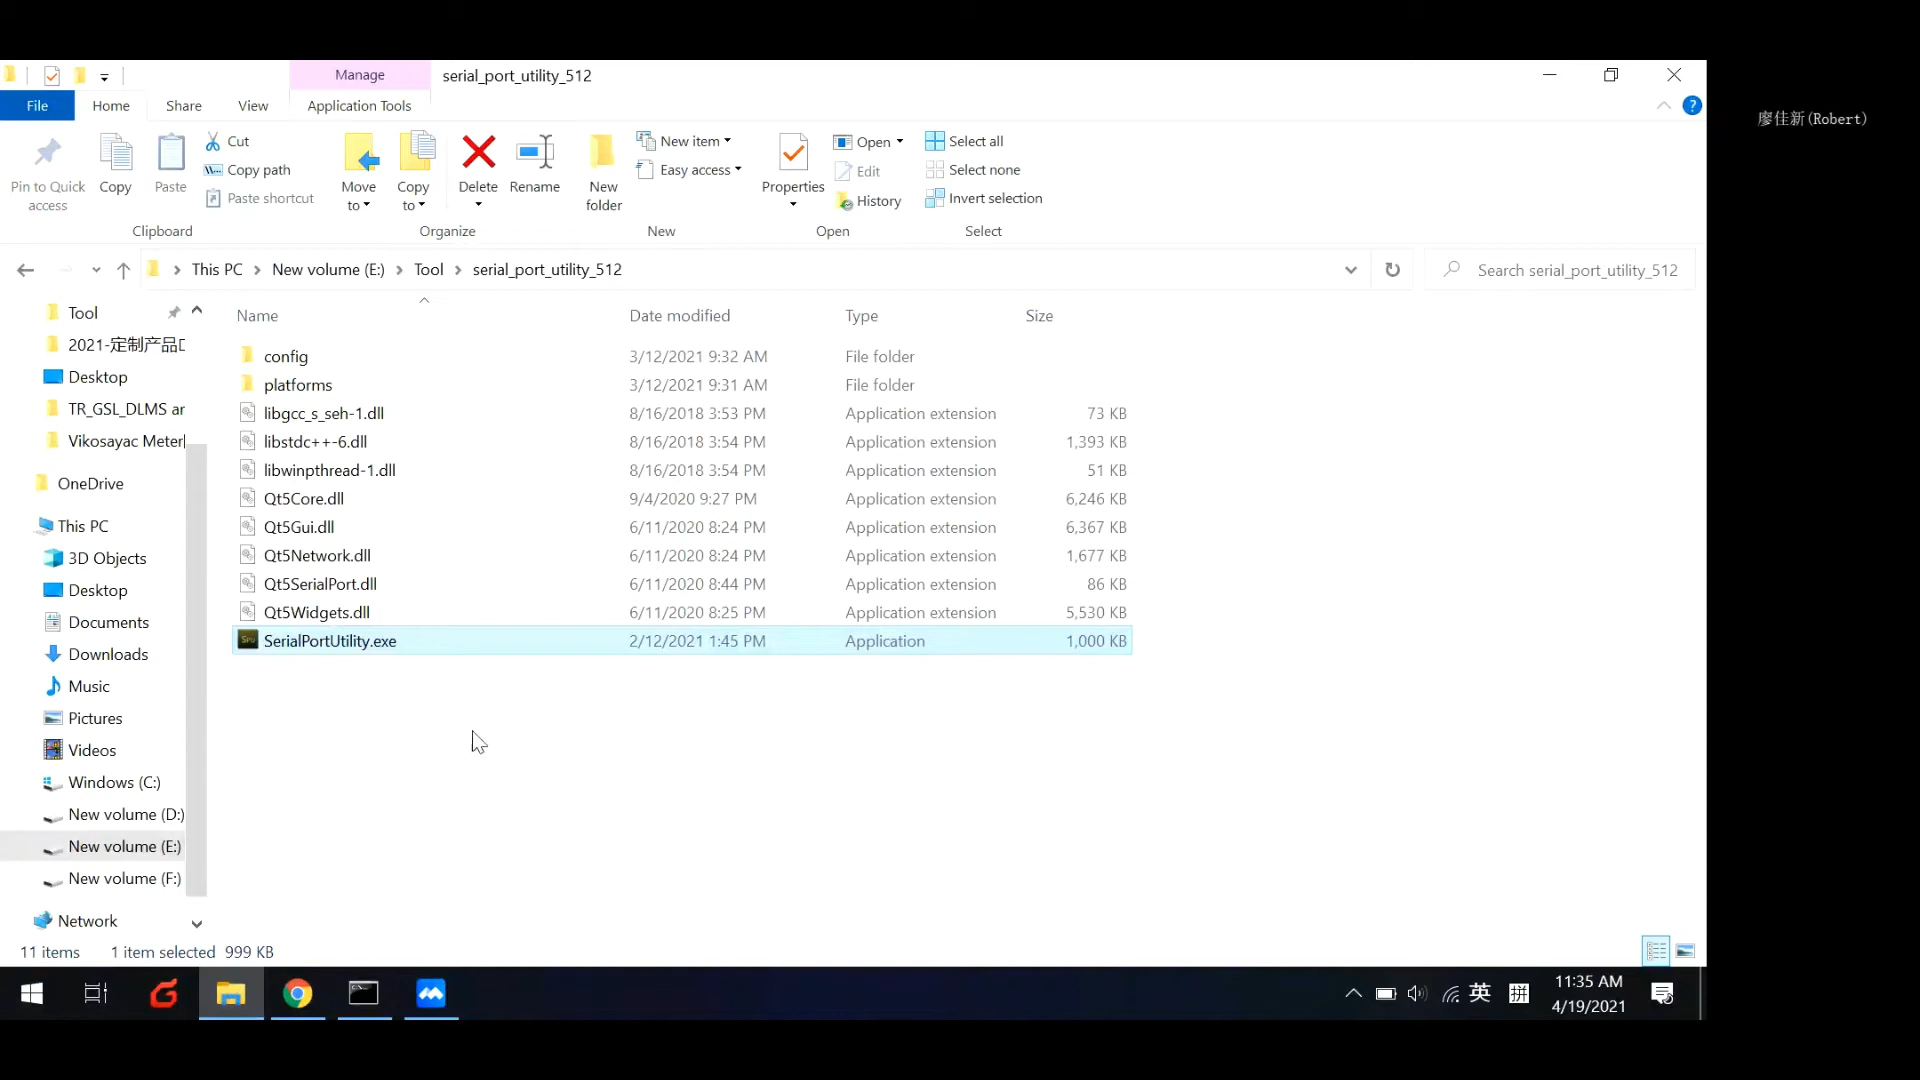 Manage
serial_port_utility_512
File
Home
Share
View
Application Tools
廖佳新(Robert)
Pin to Quick access
Copy
Paste
Cut
Copy path
Paste shortcut
Clipboard
Move to
Copy to
Delete
Rename
Organize
New folder
New item
Easy access
New
Properties
Open
Edit
History
Open
Select all
Select none
Invert selection
Select
This PC
New volume (E:)
Tool
serial_port_utility_512
Search serial_port_utility_512
Tool
2021-定制产品
Desktop
TR_GSL_DLMS ar
Vikosayac Meter
OneDrive
This PC
3D Objects
Desktop
Documents
Downloads
Music
Pictures
Videos
Windows (C:)
New volume (D:)
New volume (E:)
New volume (F:)
Network
Name Date modified Type Size
config 3/12/2021 9:32 AM File folder
platforms 3/12/2021 9:31 AM File folder
libgcc_s_seh-1.dll 8/16/2018 3:53 PM Application extension 73 KB
libstdc++-6.dll 8/16/2018 3:54 PM Application extension 1,393 KB
libwinpthread-1.dll 8/16/2018 3:54 PM Application extension 51 KB
Qt5Core.dll 9/4/2020 9:27 PM Application extension 6,246 KB
Qt5Gui.dll 6/11/2020 8:24 PM Application extension 6,367 KB
Qt5Network.dll 6/11/2020 8:24 PM Application extension 1,677 KB
Qt5SerialPort.dll 6/11/2020 8:44 PM Application extension 86 KB
Qt5Widgets.dll 6/11/2020 8:25 PM Application extension 5,530 KB
SerialPortUtility.exe 2/12/2021 1:45 PM Application 1,000 KB
11 items 1 item selected 999 KB
英
拼
11:35 AM
4/19/2021